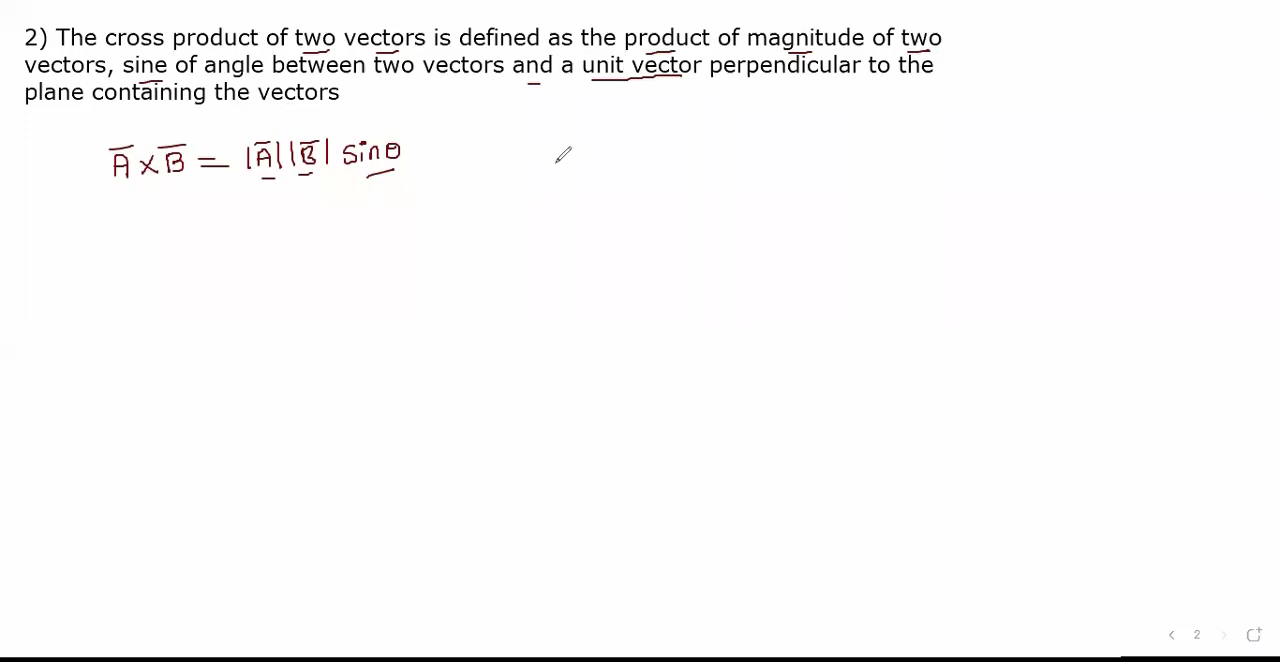 2) The cross product of two vectors is defined as the product of magnitude of two
vectors, sine of angle between two vectors and a unit vector perpendicular to the
plane containing the vectors
A̅ × B̅ = |A̅||B̅| sinθ
2